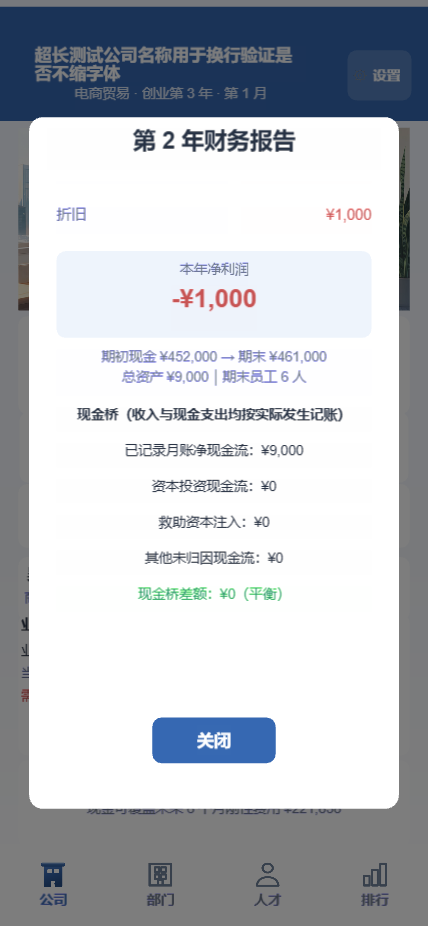 超长测试公司名称用于换行验证是
否不缩字体
电商贸易 · 创业第 3 年 · 第 1 月
设置
第 2 年财务报告
折旧
¥1,000
本年净利润
-¥1,000
期初现金 ¥452,000 → 期末 ¥461,000
总资产 ¥9,000 | 期末员工 6 人
现金桥（收入与现金支出均按实际发生记账）
已记录月账净现金流：¥9,000
资本投资现金流：¥0
救助资本注入：¥0
其他未归因现金流：¥0
现金桥差额：¥0（平衡）
关闭
公司
部门
人才
排行